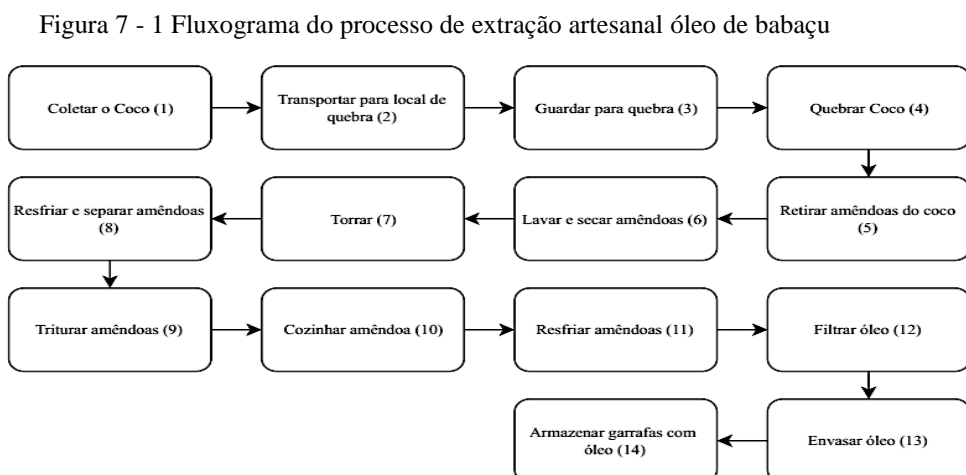 Figura 7 - 1 Fluxograma do processo de extração artesanal óleo de babaçu
Coletar o Coco (1)
Transportar para local de
quebra (2)
Guardar para quebra (3)
Quebrar Coco (4)
Retirar amêndoas do coco
(5)
Lavar e secar amêndoas (6)
Torrar (7)
Resfriar e separar amêndoas
(8)
Triturar amêndoas (9)
Cozinhar amêndoa (10)
Resfriar amêndoas (11)
Filtrar óleo (12)
Envasar óleo (13)
Armazenar garrafas com
óleo (14)